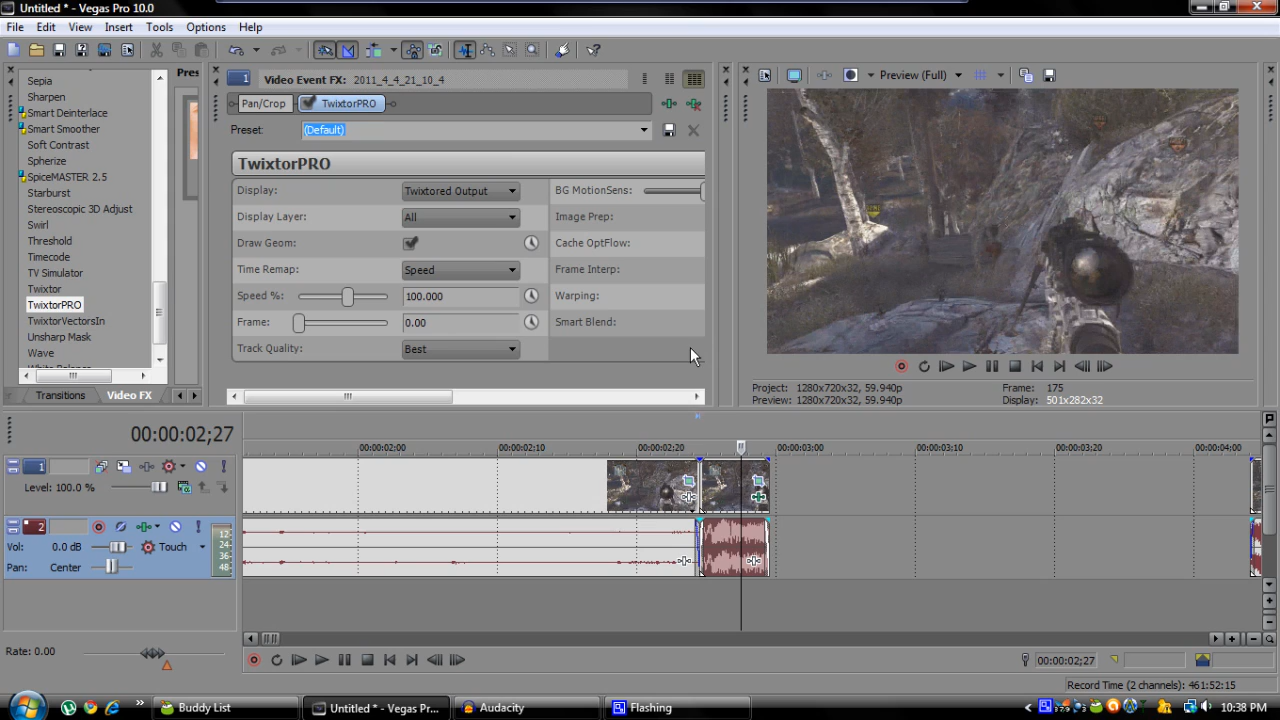 Untitled * - Vegas Pro 10.0
File Edit View Insert Tools Options Help
Sepia
Sharpen
Smart Deinterlace
Smart Smoother
Soft Contrast
Spherize
SpiceMASTER 2.5
Starburst
Stereoscopic 3D Adjust
Swirl
Threshold
Timecode
TV Simulator
Twixtor
TwixtorPRO
TwixtorVectorsIn
Unsharp Mask
Wave
Transitions Video FX
Pres
1 Video Event FX: 2011_4_4_21_10_4
Pan/Crop TwixtorPRO
Preset: (Default)
TwixtorPRO
Display: Twixtored Output BG MotionSens:
Display Layer: All Image Prep:
Draw Geom: Cache OptFlow:
Time Remap: Speed Frame Interp:
Speed %: 100.000 Warping:
Frame: 0.00 Smart Blend:
Track Quality: Best
Preview (Full)
Project: 1280x720x32, 59.940p Frame: 175
Preview: 1280x720x32, 59.940p Display: 501x282x32
00:00:02;27
00:00:02;00 00:00:02;10 00:00:02;20 00:00:03;00 00:00:03;10 00:00:03;20 00:00:04;00
1
Level: 100.0 %
2
Vol: 0.0 dB Touch
Pan: Center
12
24
36
48
Rate: 0.00
00:00:02;27
Record Time (2 channels): 461:52:15
Buddy List Untitled * - Vegas Pr... Audacity Flashing 10:38 PM